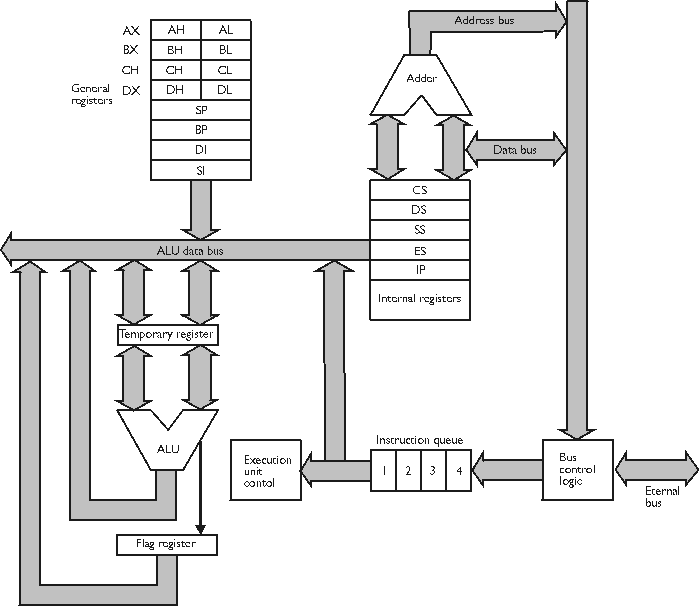 Address bus
AX AH AL
BX BH BL
CH CH CL
DX DH DL
General
registers
SP
BP
DI
SI
Adder
Data bus
CS
DS
SS
ES
IP
Internal registers
ALU data bus
Temporary register
ALU
Flag register
Execution
unit
contol
Instruction queue
1 2 3 4
Bus
control
logic
Eternal
bus